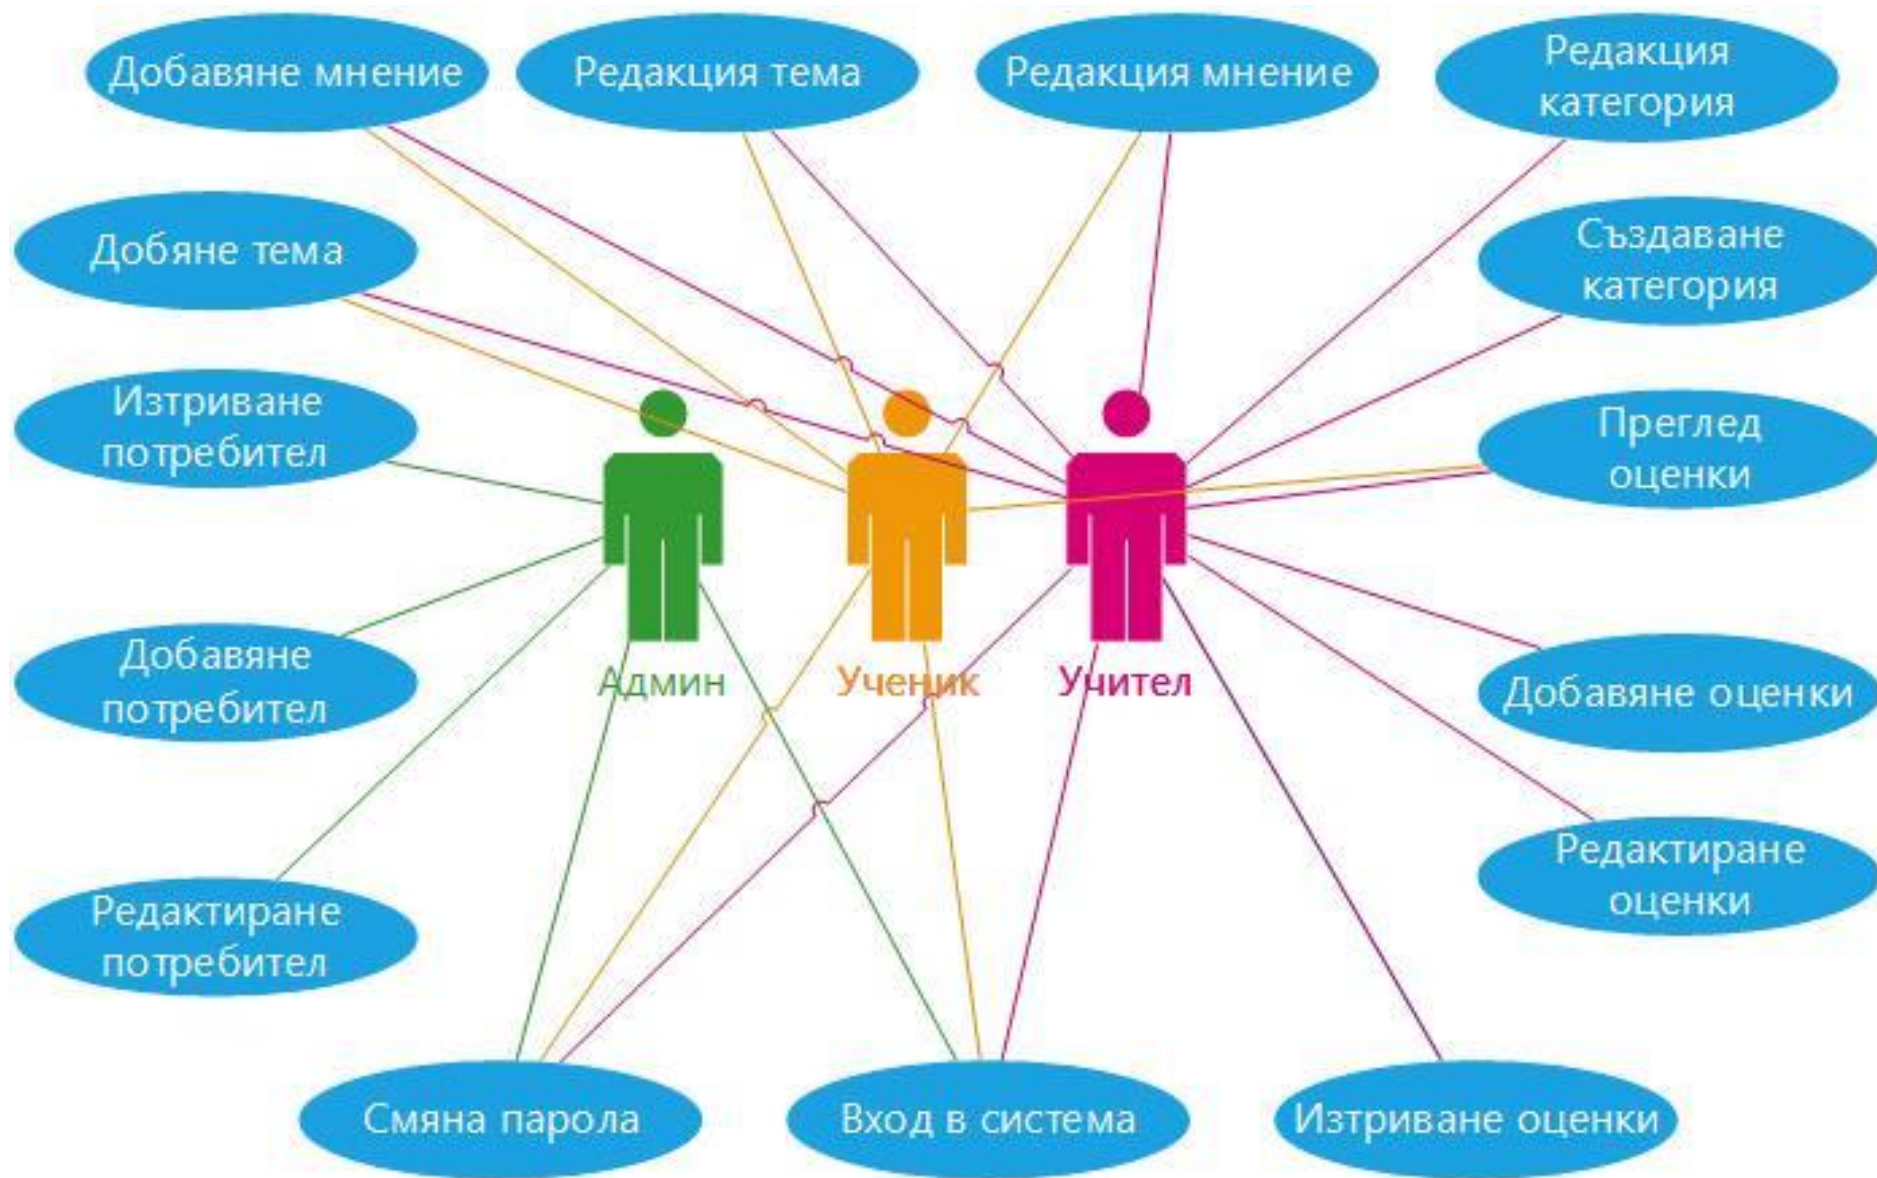 Добавяне мнение
Редакция тема
Редакция мнение
Редакция
категория
Добяне тема
Създаване
категория
Изтриване
потребител
Преглед
оценки
Добавяне
потребител
Админ
Ученик
Учител
Добавяне оценки
Редактиране
потребител
Редактиране
оценки
Смяна парола
Вход в система
Изтриване оценки